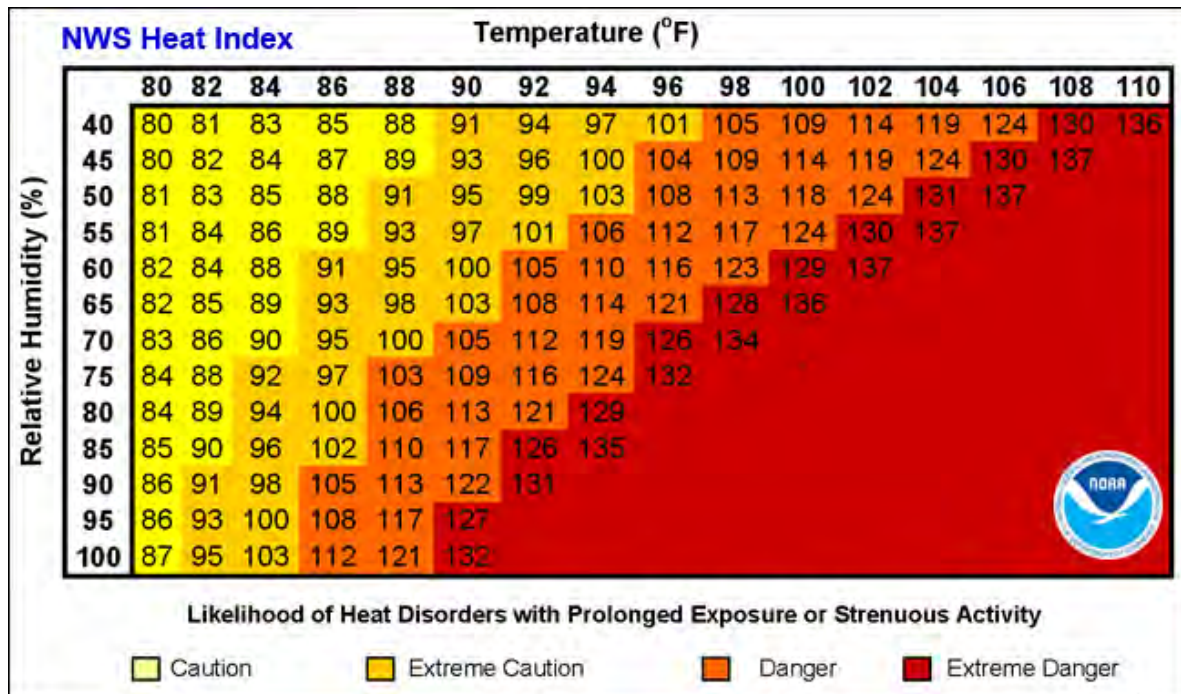 NWS Heat Index Temperature (°F)
80 82 84 86 88 90 92 94 96 98 100 102 104 106 108 110
Relative Humidity (%)
40 80 81 83 85 88 91 94 97 101 105 109 114 119 124 130 136
45 80 82 84 87 89 93 96 100 104 109 114 119 124 130 137
50 81 83 85 88 91 95 99 103 108 113 118 124 131 137
55 81 84 86 89 93 97 101 106 112 117 124 130 137
60 82 84 88 91 95 100 105 110 116 123 129 137
65 82 85 89 93 98 103 108 114 121 128 136
70 83 86 90 95 100 105 112 119 126 134
75 84 88 92 97 103 109 116 124 132
80 84 89 94 100 106 113 121 129
85 85 90 96 102 110 117 126 135
90 86 91 98 105 113 122 131
95 86 93 100 108 117 127
100 87 95 103 112 121 132
NOAA
Likelihood of Heat Disorders with Prolonged Exposure or Strenuous Activity
Caution Extreme Caution Danger Extreme Danger